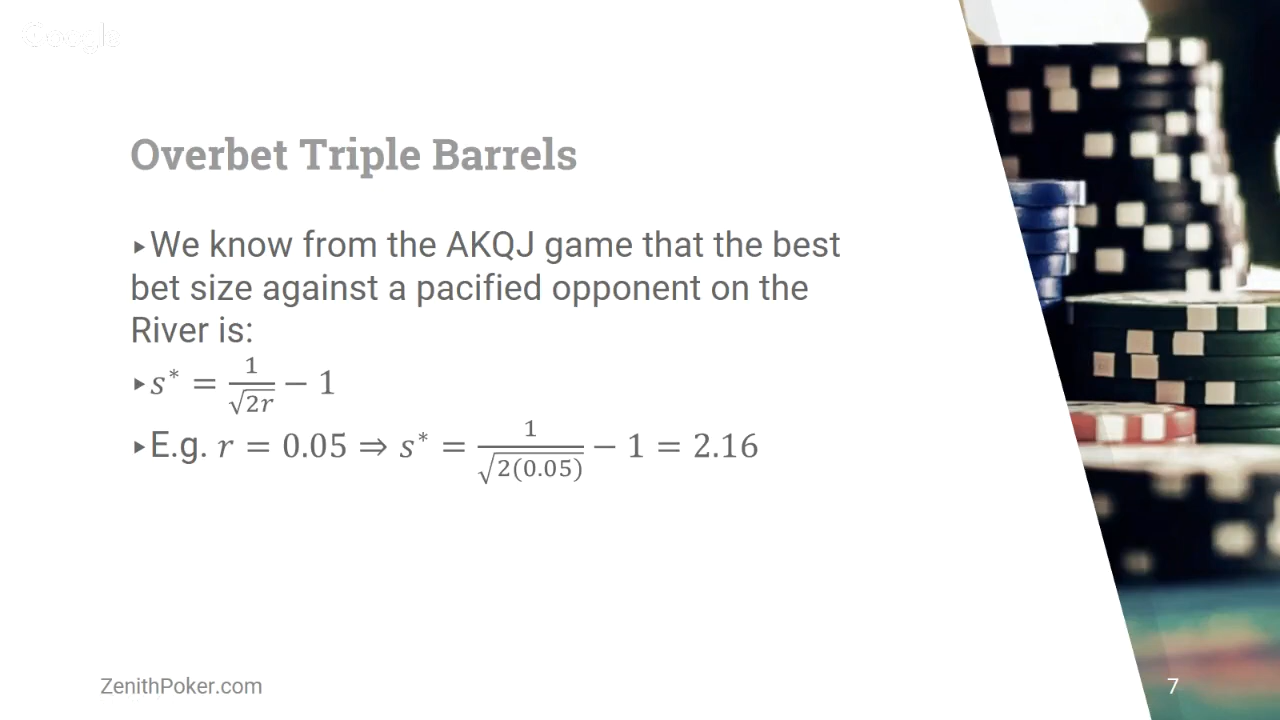 Google
Overbet Triple Barrels
▸We know from the AKQJ game that the best
bet size against a pacified opponent on the
River is:
▸s* = 1/√(2r) − 1
▸E.g. r = 0.05 ⇒ s* = 1/√(2(0.05)) − 1 = 2.16
ZenithPoker.com
7